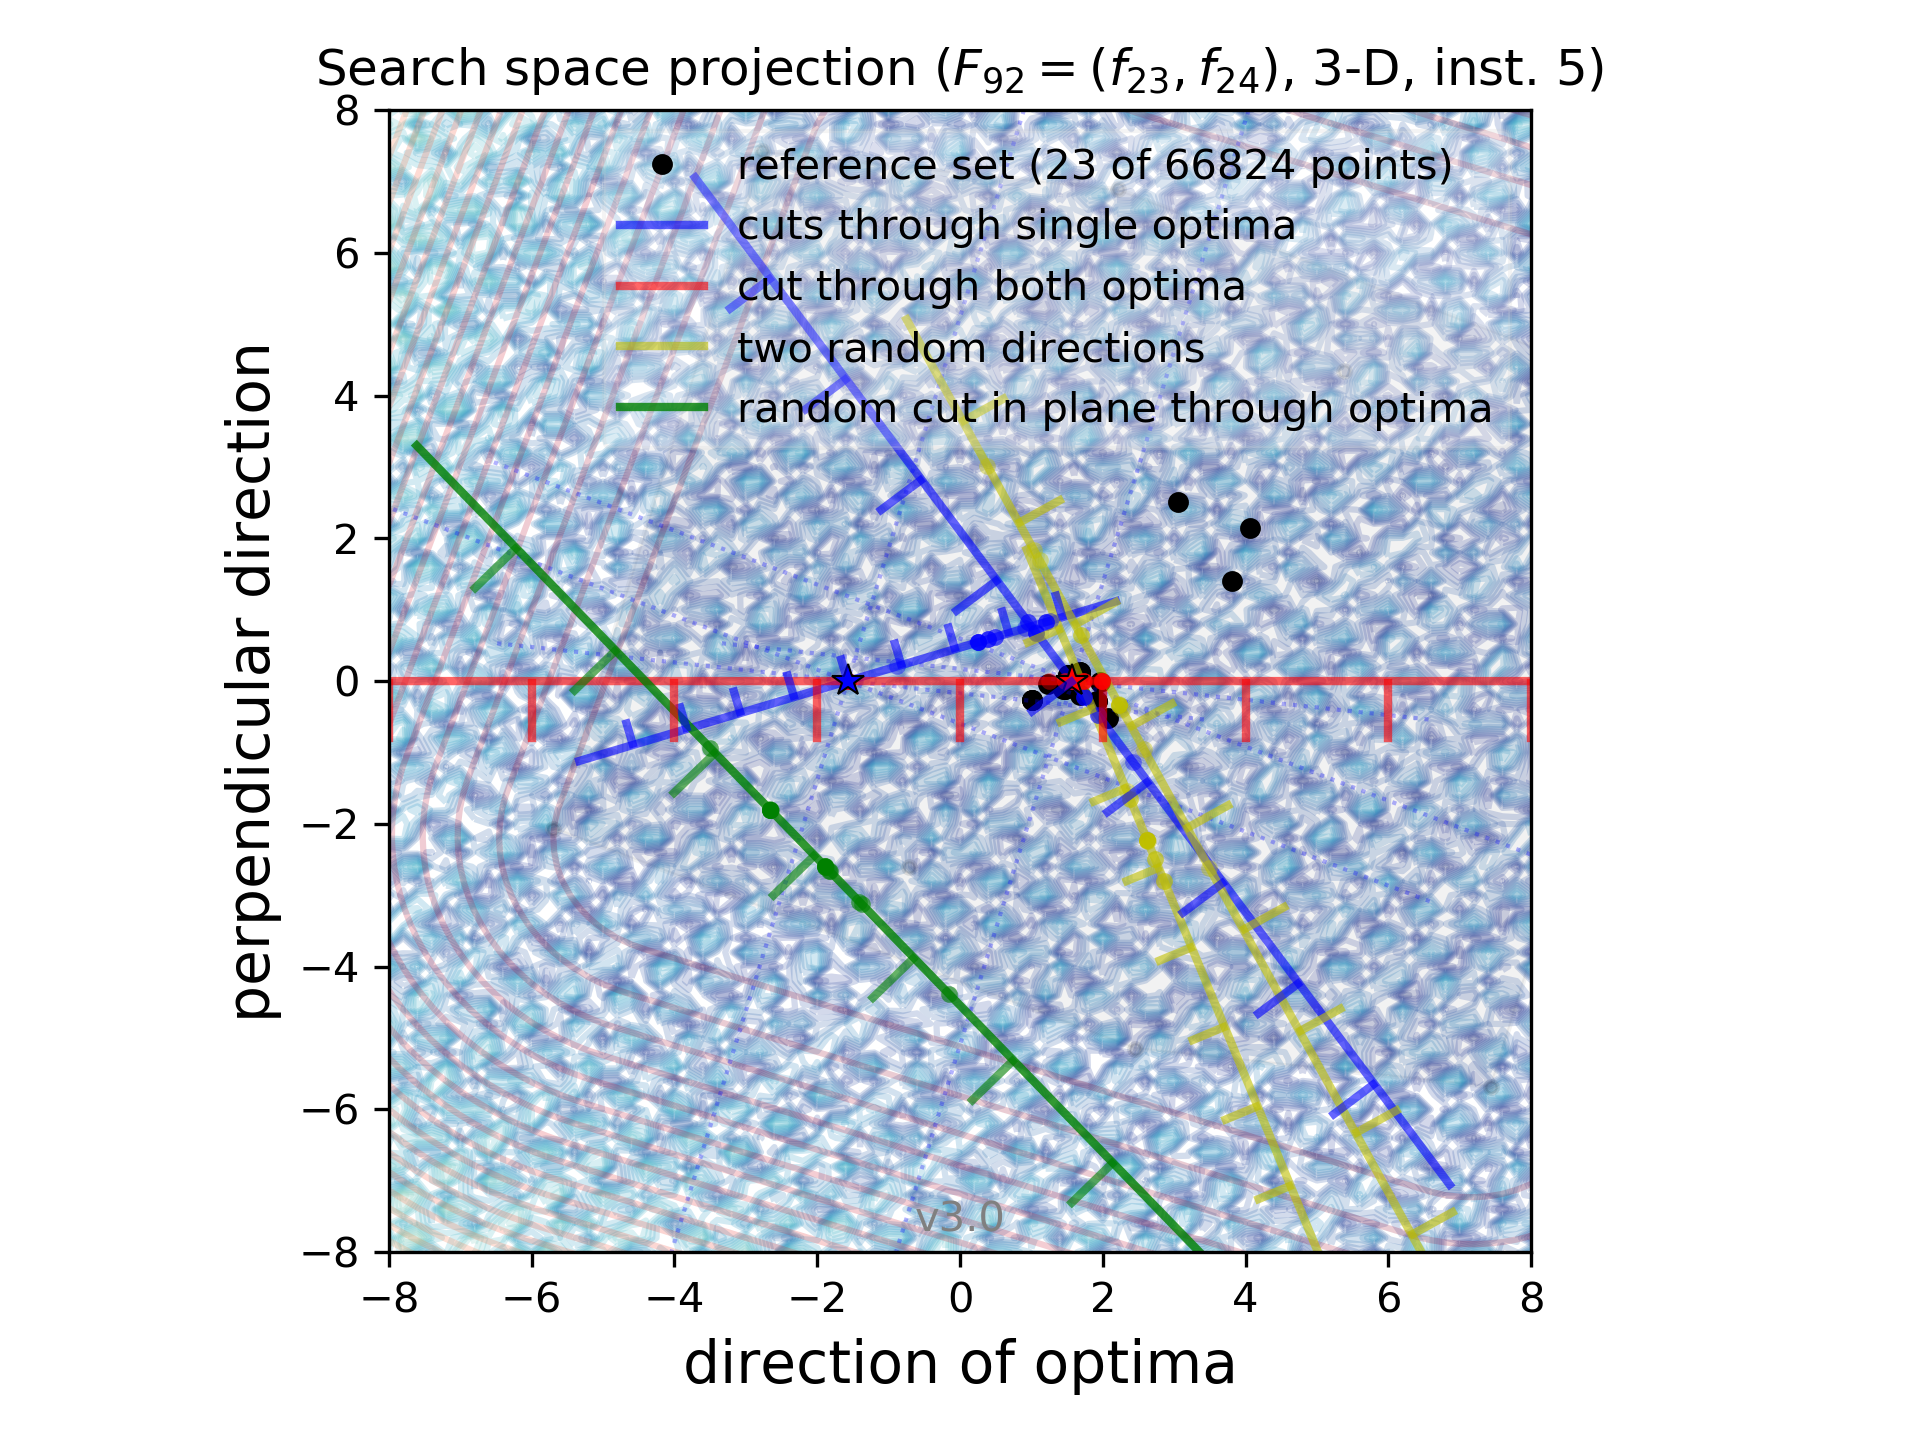 Search space projection (F₉₂ = (f₂₃, f₂₄), 3-D, inst. 5)
reference set (23 of 66824 points)
cuts through single optima
cut through both optima
two random directions
random cut in plane through optima
perpendicular direction
8
6
4
2
0
−2
−4
−6
−8
v3.0
−8 −6 −4 −2 0 2 4 6 8
direction of optima